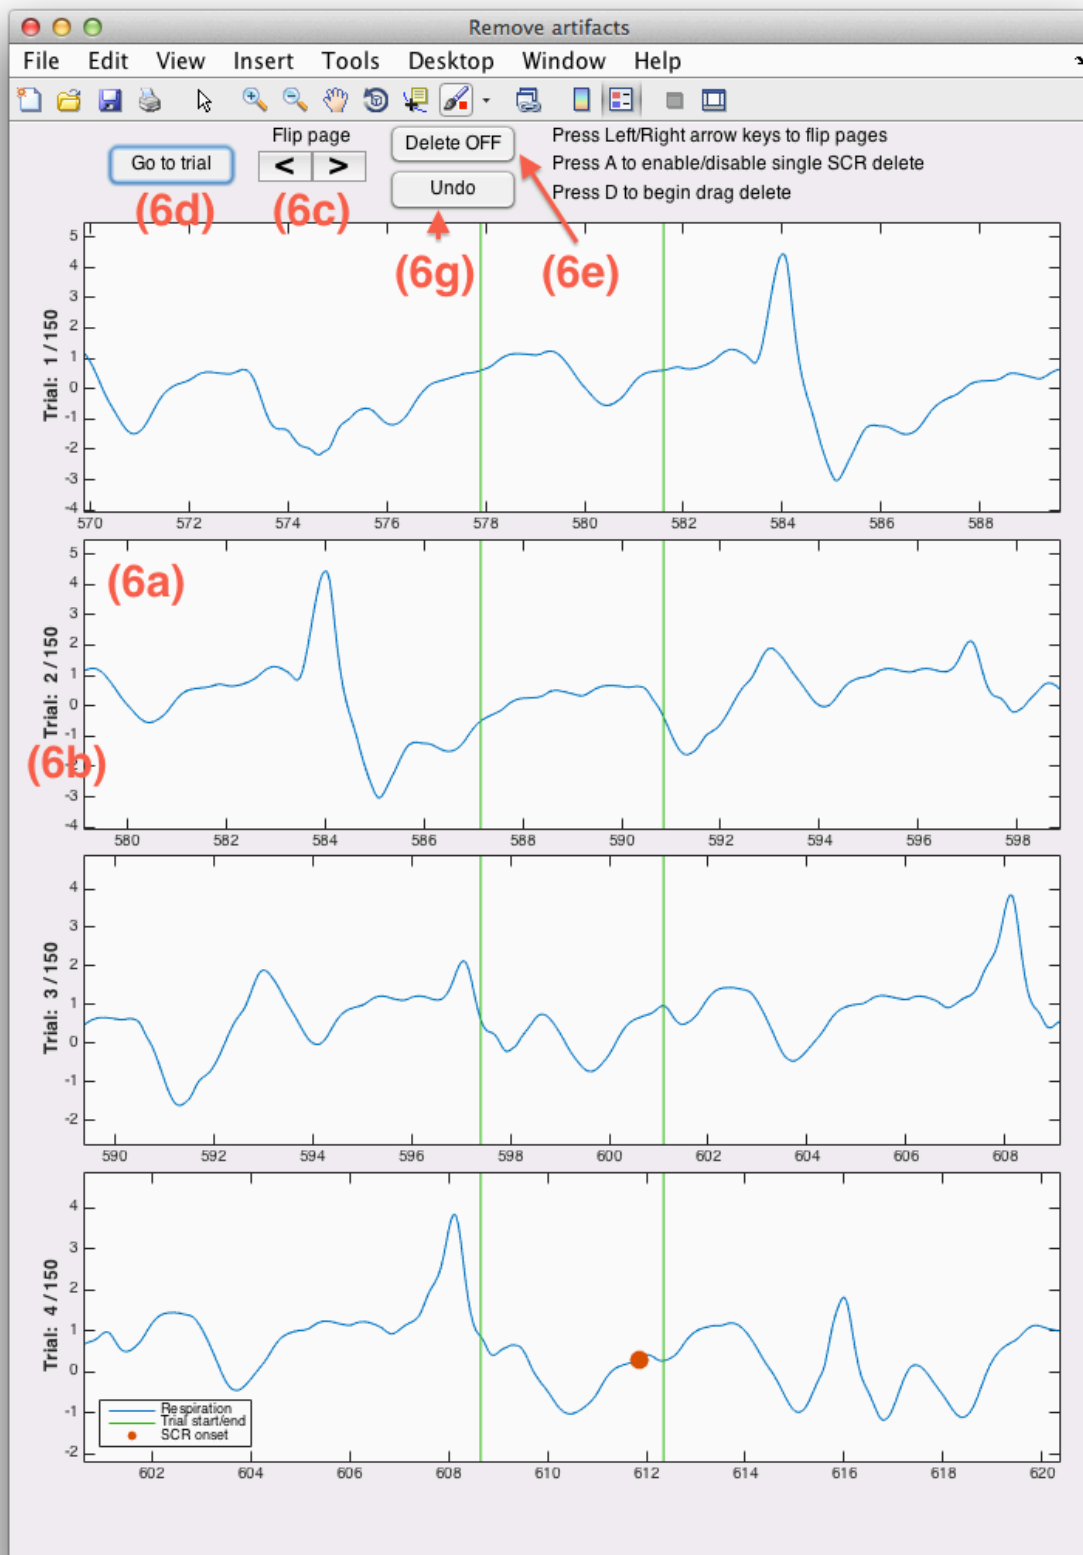 Remove artifacts
File Edit View Insert Tools Desktop Window Help
Flip page
Go to trial
< >
Delete OFF
Undo
Press Left/Right arrow keys to flip pages
Press A to enable/disable single SCR delete
Press D to begin drag delete
(6d)
(6c)
(6g)
(6e)
Trial: 1 / 150
5
4
3
2
1
0
-1
-2
-3
-4
570 572 574 576 578 580 582 584 586 588
(6a)
Trial: 2 / 150
(6b)
5
4
3
2
1
0
-1
-2
-3
-4
580 582 584 586 588 590 592 594 596 598
Trial: 3 / 150
4
3
2
1
0
-1
-2
590 592 594 596 598 600 602 604 606 608
Trial: 4 / 150
4
3
2
1
0
-1
-2
Respiration
Trial start/end
SCR onset
602 604 606 608 610 612 614 616 618 620